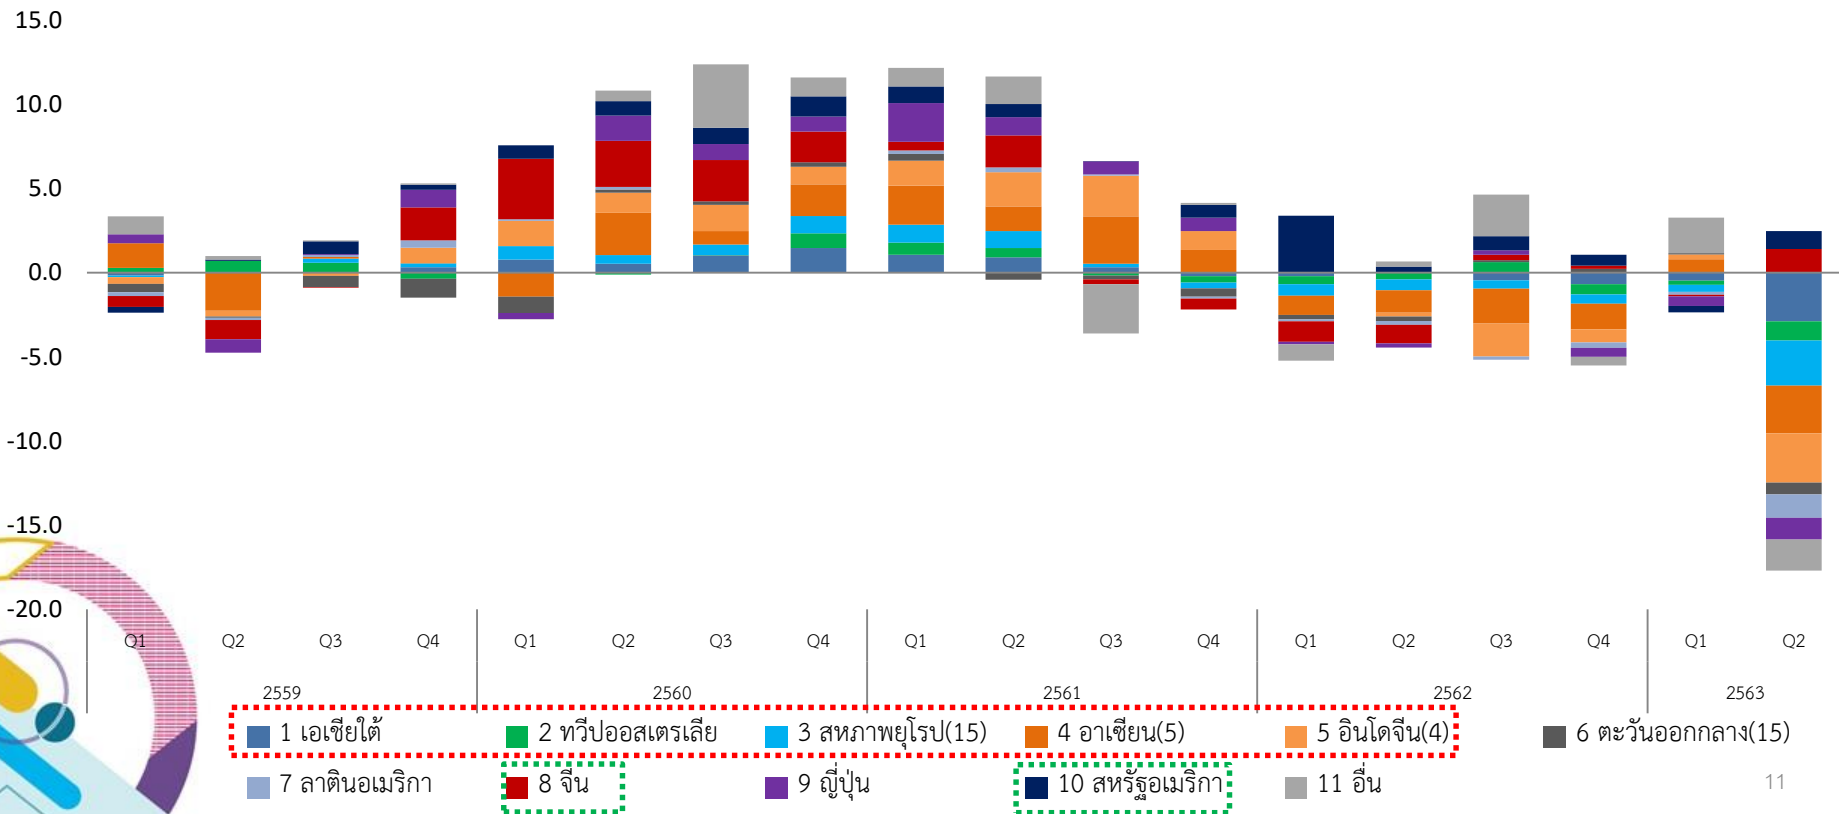 15.0
10.0
5.0
0.0
-5.0
-10.0
-15.0
-20.0
Q1 Q2 Q3 Q4 Q1 Q2 Q3 Q4 Q1 Q2 Q3 Q4 Q1 Q2 Q3 Q4 Q1 Q2
2559 2560 2561 2562 2563
1 เอเชียใต้ 2 ทวีปออสเตรเลีย 3 สหภาพยุโรป(15) 4 อาเซียน(5) 5 อินโดจีน(4) 6 ตะวันออกกลาง(15)
7 ลาตินอเมริกา 8 จีน 9 ญี่ปุ่น 10 สหรัฐอเมริกา 11 อื่น
11